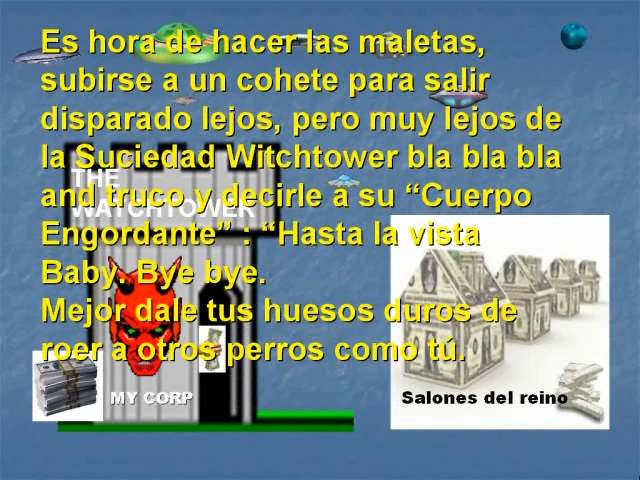 Es hora de hacer las maletas,
subirse a un cohete para salir
disparado lejos, pero muy lejos de
la Suciedad Witchtower bla bla bla
and truco y decirle a su “Cuerpo
Engordante” : “Hasta la vista
Baby. Bye bye.
Mejor dale tus huesos duros de
roer a otros perros como tú.
THE
WATCHTOWER
MY CORP
Salones del reino